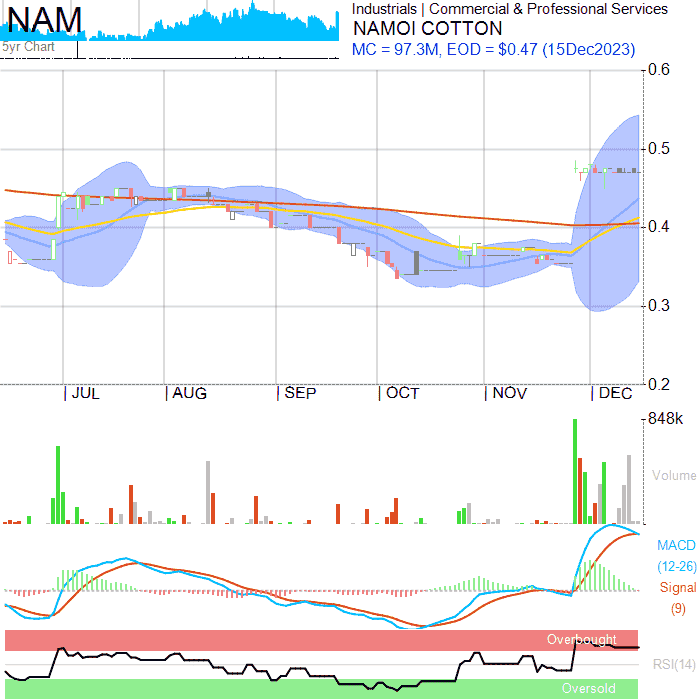 NAM
5yr Chart
Industrials | Commercial & Professional Services
NAMOI COTTON
MC = 97.3M, EOD = $0.47 (15Dec2023)
0.6
0.5
0.4
0.3
0.2
JUL AUG SEP OCT NOV DEC
848k
Volume
MACD
(12-26)
Signal
(9)
Overbought
RSI(14)
Oversold